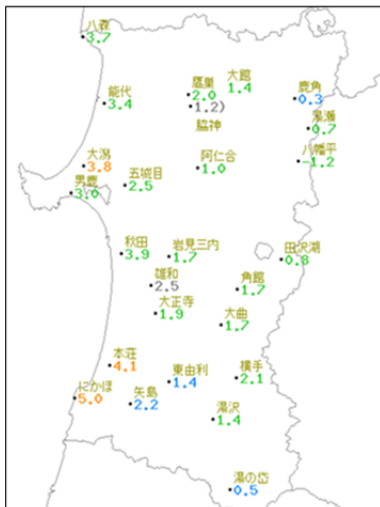 八森
3.7
大館
1.4
鷹巣
2.0
1.2)
脇神
鹿角
0.3
能代
3.4
湯瀬
0.7
八幡平
-1.2
大潟
3.8
阿仁合
1.0
五城目
2.5
男鹿
3.0
秋田
3.9
岩見三内
1.7
田沢湖
0.8
雄和
2.5
角館
1.7
大正寺
1.9
大曲
1.7
本荘
4.1
東由利
1.4
横手
2.1
にかほ
5.0
矢島
2.2
湯沢
1.4
湯の岱
0.5